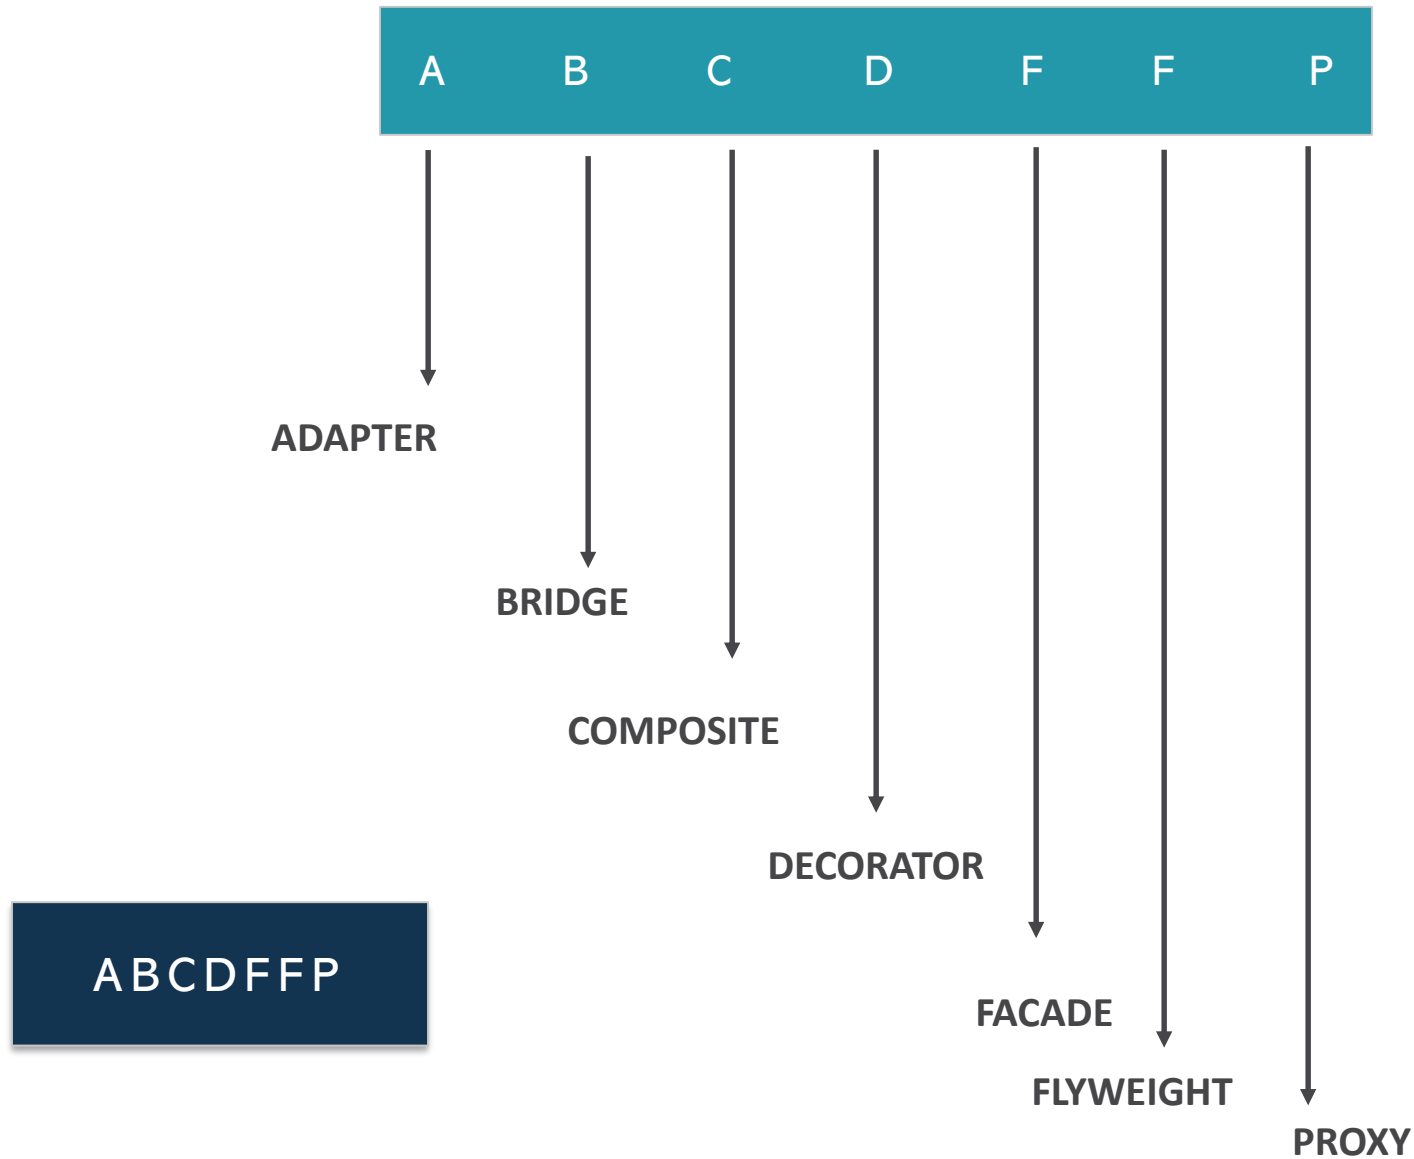 A B C D F F P
ADAPTER
BRIDGE
COMPOSITE
DECORATOR
ABCDFFP
FACADE
FLYWEIGHT
PROXY